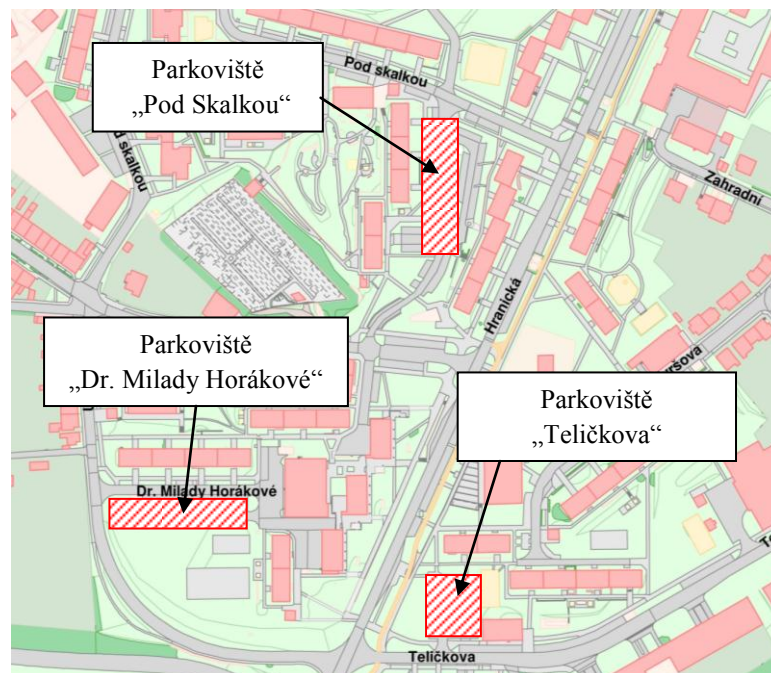 Parkoviště
„Pod Skalkou“
Pod skalkou
skalkou
Zahradní
Hranická
Parkoviště
„Dr. Milady Horákové“
Parkoviště
„Teličkova“
Dr. Milady Horákové
Teličkova